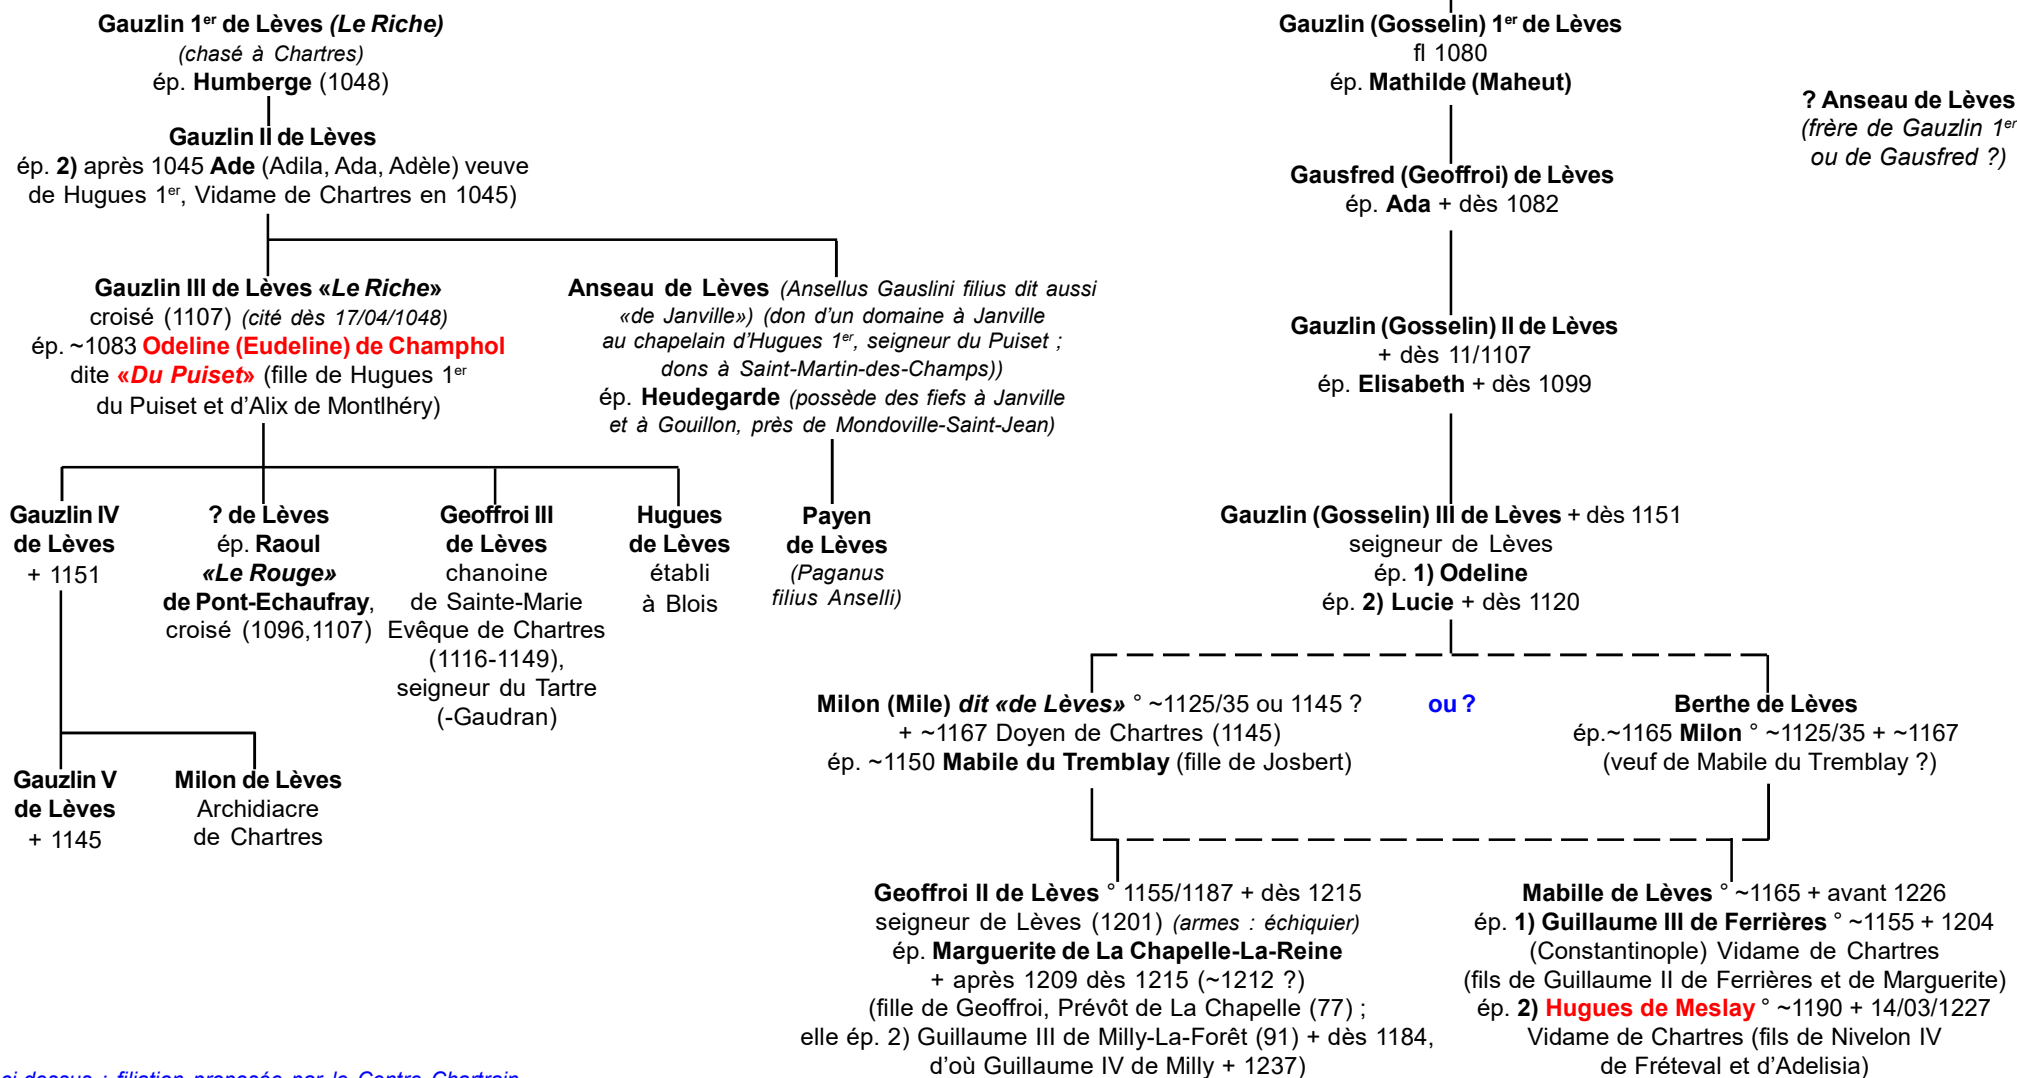 Gauzlin 1er de Lèves (Le Riche)
(chasé à Chartres)
ép. Humberge (1048)
Gauzlin II de Lèves
ép. 2) après 1045 Ade (Adila, Ada, Adèle) veuve
de Hugues 1er, Vidame de Chartres en 1045)
Gauzlin III de Lèves «Le Riche»
croisé (1107) (cité dès 17/04/1048)
ép. ~1083 Odeline (Eudeline) de Champhol
dite «Du Puiset» (fille de Hugues 1er
du Puiset et d'Alix de Montlhéry)
Anseau de Lèves (Ansellus Gauslini filius dit aussi
«de Janville») (don d'un domaine à Janville
au chapelain d'Hugues 1er, seigneur du Puiset ;
dons à Saint-Martin-des-Champs))
ép. Heudegarde (possède des fiefs à Janville
et à Gouillon, près de Mondoville-Saint-Jean)
Gauzlin IV
de Lèves
+ 1151
? de Lèves
ép. Raoul
«Le Rouge»
de Pont-Echaufray,
croisé (1096,1107)
Geoffroi III
de Lèves
chanoine
de Sainte-Marie
Evêque de Chartres
(1116-1149),
seigneur du Tartre
(-Gaudran)
Hugues
de Lèves
établi
à Blois
Payen
de Lèves
(Paganus
filius Anselli)
Gauzlin V
de Lèves
+ 1145
Milon de Lèves
Archidiacre
de Chartres
Gauzlin (Gosselin) 1er de Lèves
fl 1080
ép. Mathilde (Maheut)
? Anseau de Lèves
(frère de Gauzlin 1er
ou de Gausfred ?)
Gausfred (Geoffroi) de Lèves
ép. Ada + dès 1082
Gauzlin (Gosselin) II de Lèves
+ dès 11/1107
ép. Elisabeth + dès 1099
Gauzlin (Gosselin) III de Lèves + dès 1151
seigneur de Lèves
ép. 1) Odeline
ép. 2) Lucie + dès 1120
Milon (Mile) dit «de Lèves» ° ~1125/35 ou 1145 ?
+ ~1167 Doyen de Chartres (1145)
ép. ~1150 Mabile du Tremblay (fille de Josbert)
ou ?
Berthe de Lèves
ép.~1165 Milon ° ~1125/35 + ~1167
(veuf de Mabile du Tremblay ?)
Geoffroi II de Lèves ° 1155/1187 + dès 1215
seigneur de Lèves (1201) (armes : échiquier)
ép. Marguerite de La Chapelle-La-Reine
+ après 1209 dès 1215 (~1212 ?)
(fille de Geoffroi, Prévôt de La Chapelle (77) ;
elle ép. 2) Guillaume III de Milly-La-Forêt (91) + dès 1184,
d'où Guillaume IV de Milly + 1237)
Mabille de Lèves ° ~1165 + avant 1226
ép. 1) Guillaume III de Ferrières ° ~1155 + 1204
(Constantinople) Vidame de Chartres
(fils de Guillaume II de Ferrières et de Marguerite)
ép. 2) Hugues de Meslay ° ~1190 + 14/03/1227
Vidame de Chartres (fils de Nivelon IV
de Fréteval et d'Adelisia)